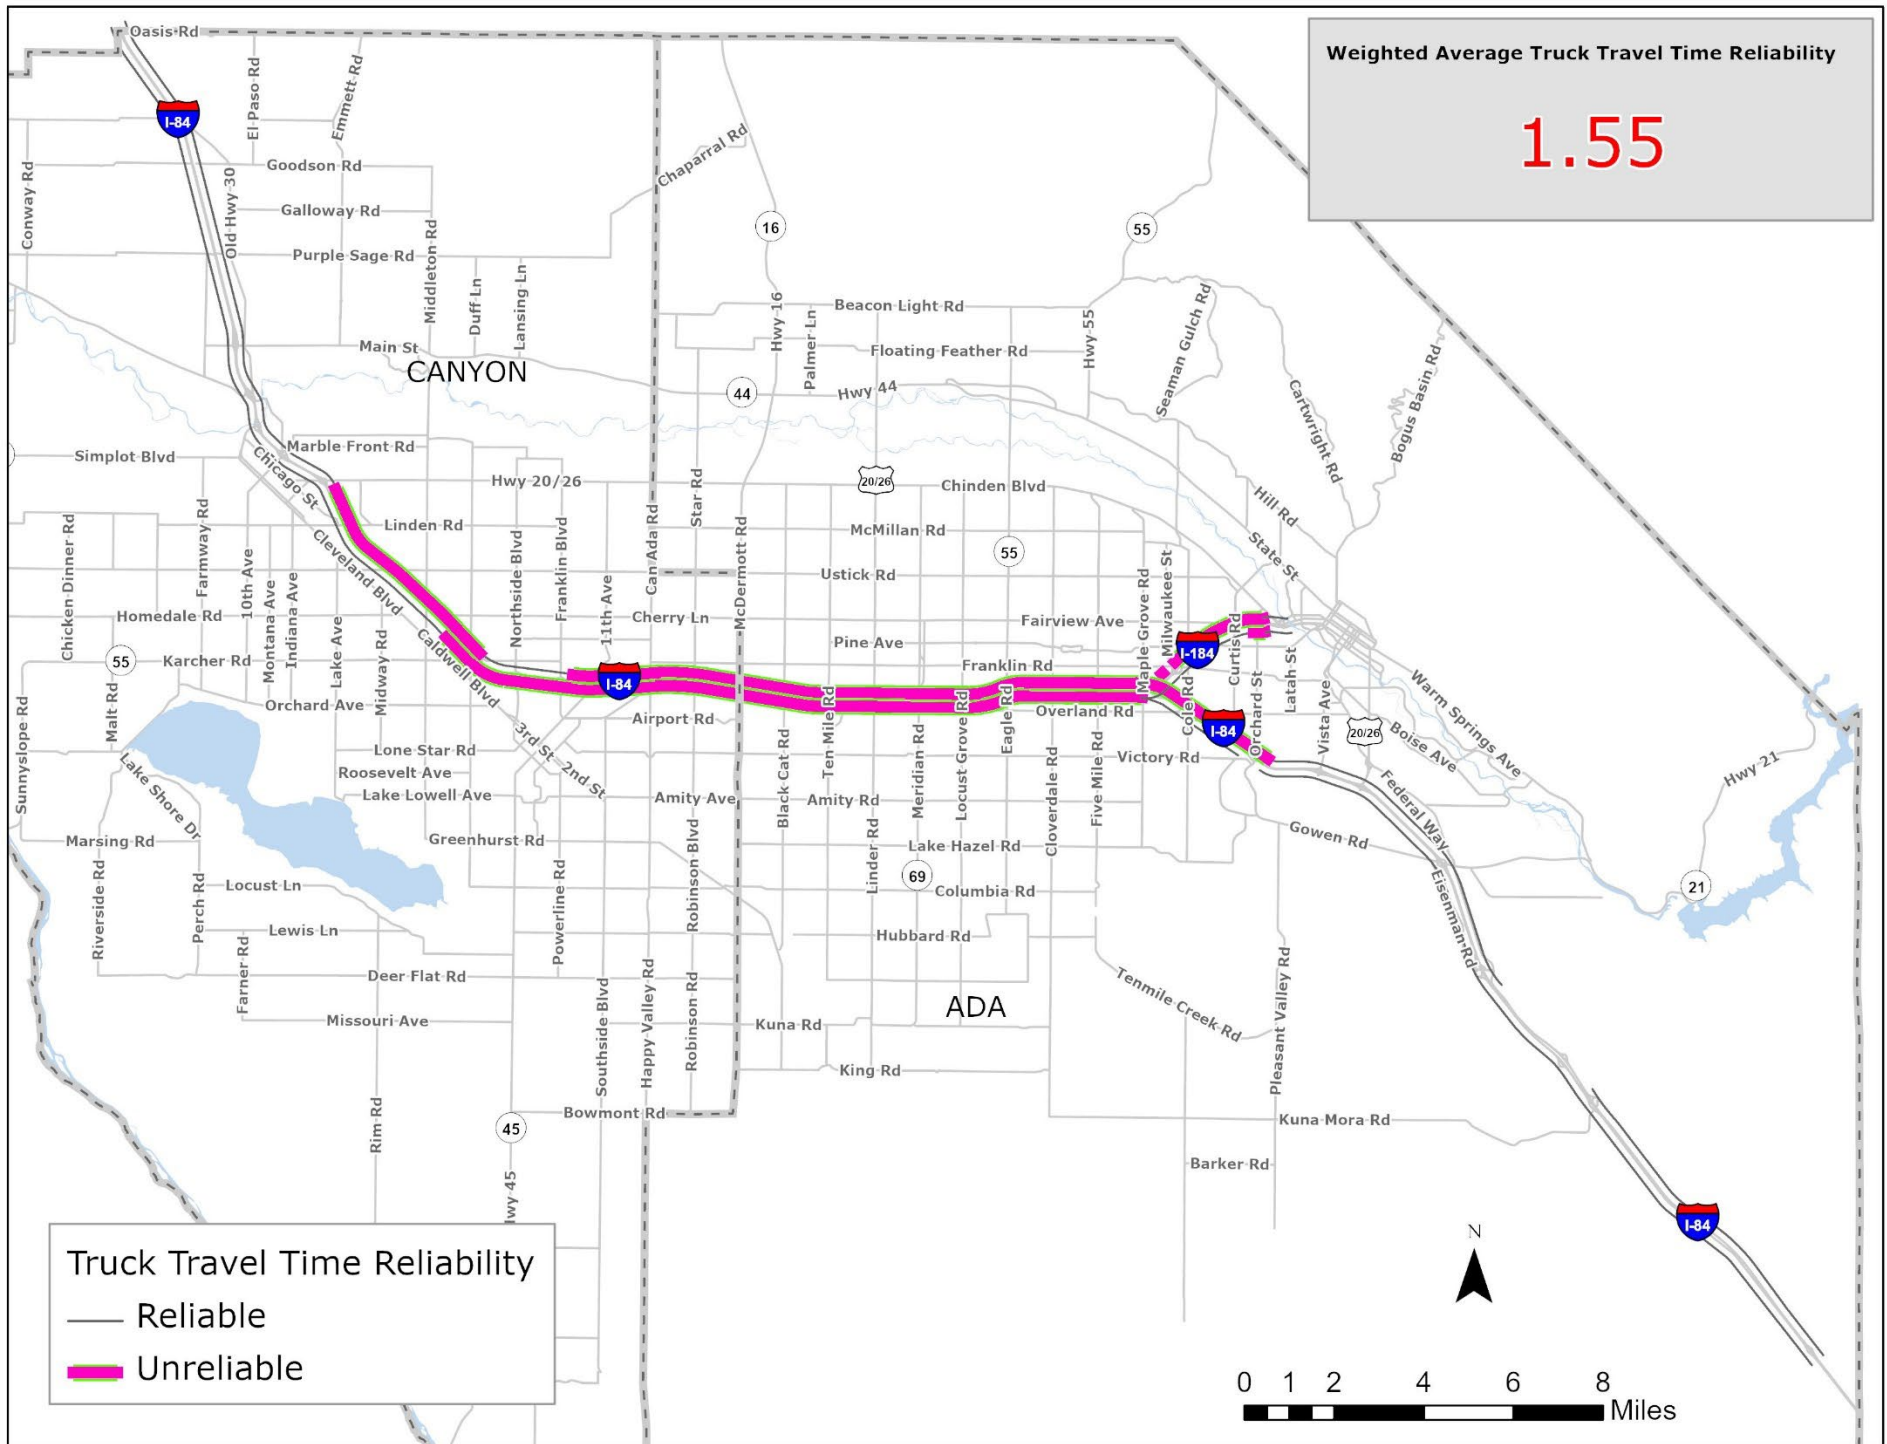 Oasis Rd
Weighted Average Truck Travel Time Reliability
1.55
El Paso Rd
Emmett Rd
I-84
Conway Rd
Old Hwy 30
Goodson Rd
Chaparral Rd
Galloway Rd
Middleton Rd
16
55
Purple Sage Rd
Duff Ln
Lansing Ln
Hwy 16
Palmer Ln
Beacon Light Rd
Hwy 55
Seaman Gulch Rd
Main St
CANYON
Floating Feather Rd
Cartwright Rd
Bogus Basin Rd
44
Hwy 44
Marble Front Rd
Simplot Blvd
Chicago St
Hwy 20/26
Star Rd
20/26
Chinden Blvd
Hill Rd
Linden Rd
McMillan Rd
Chicken Dinner Rd
Farmway Rd
Cleveland Blvd
Northside Blvd
Franklin Blvd
Can Ada Rd
McDermott Rd
55
State St
10th Ave
Montana Ave
Indiana Ave
11th Ave
Ustick Rd
Maple Grove Rd
Milwaukee St
Homedale Rd
Cherry Ln
Fairview Ave
Curtis Rd
Lake Ave
Midway Rd
Caldwell Blvd
Pine Ave
I-184
55
Karcher Rd
I-84
Franklin Rd
Orchard St
Latah St
Warm Springs Ave
Sunnyslope Rd
Malt Rd
Orchard Ave
Airport Rd
Ten Mile Rd
Locust Grove Rd
Eagle Rd
Overland Rd
Cole Rd
I-84
Vista Ave
20/26
Boise Ave
Lone Star Rd
3rd St
2nd St
Black Cat Rd
Meridian Rd
Cloverdale Rd
Five Mile Rd
Victory Rd
Hwy 21
Lake Shore Dr
Roosevelt Ave
Lake Lowell Ave
Amity Ave
Amity Rd
Federal Way
Marsing Rd
Greenhurst Rd
Robinson Blvd
Linder Rd
Lake Hazel Rd
Gowen Rd
Riverside Rd
Perch Rd
Locust Ln
Powerline Rd
69
Columbia Rd
Eisenman Rd
21
Farner Rd
Lewis Ln
Hubbard Rd
Deer Flat Rd
Southside Blvd
Happy Valley Rd
Robinson Rd
Tenmile Creek Rd
Pleasant Valley Rd
ADA
Missouri Ave
Kuna Rd
King Rd
Rim Rd
45
Bowmont Rd
Kuna Mora Rd
Barker Rd
wy 45
I-84
N
Truck Travel Time Reliability
Reliable
Unreliable
0 1 2 4 6 8
Miles